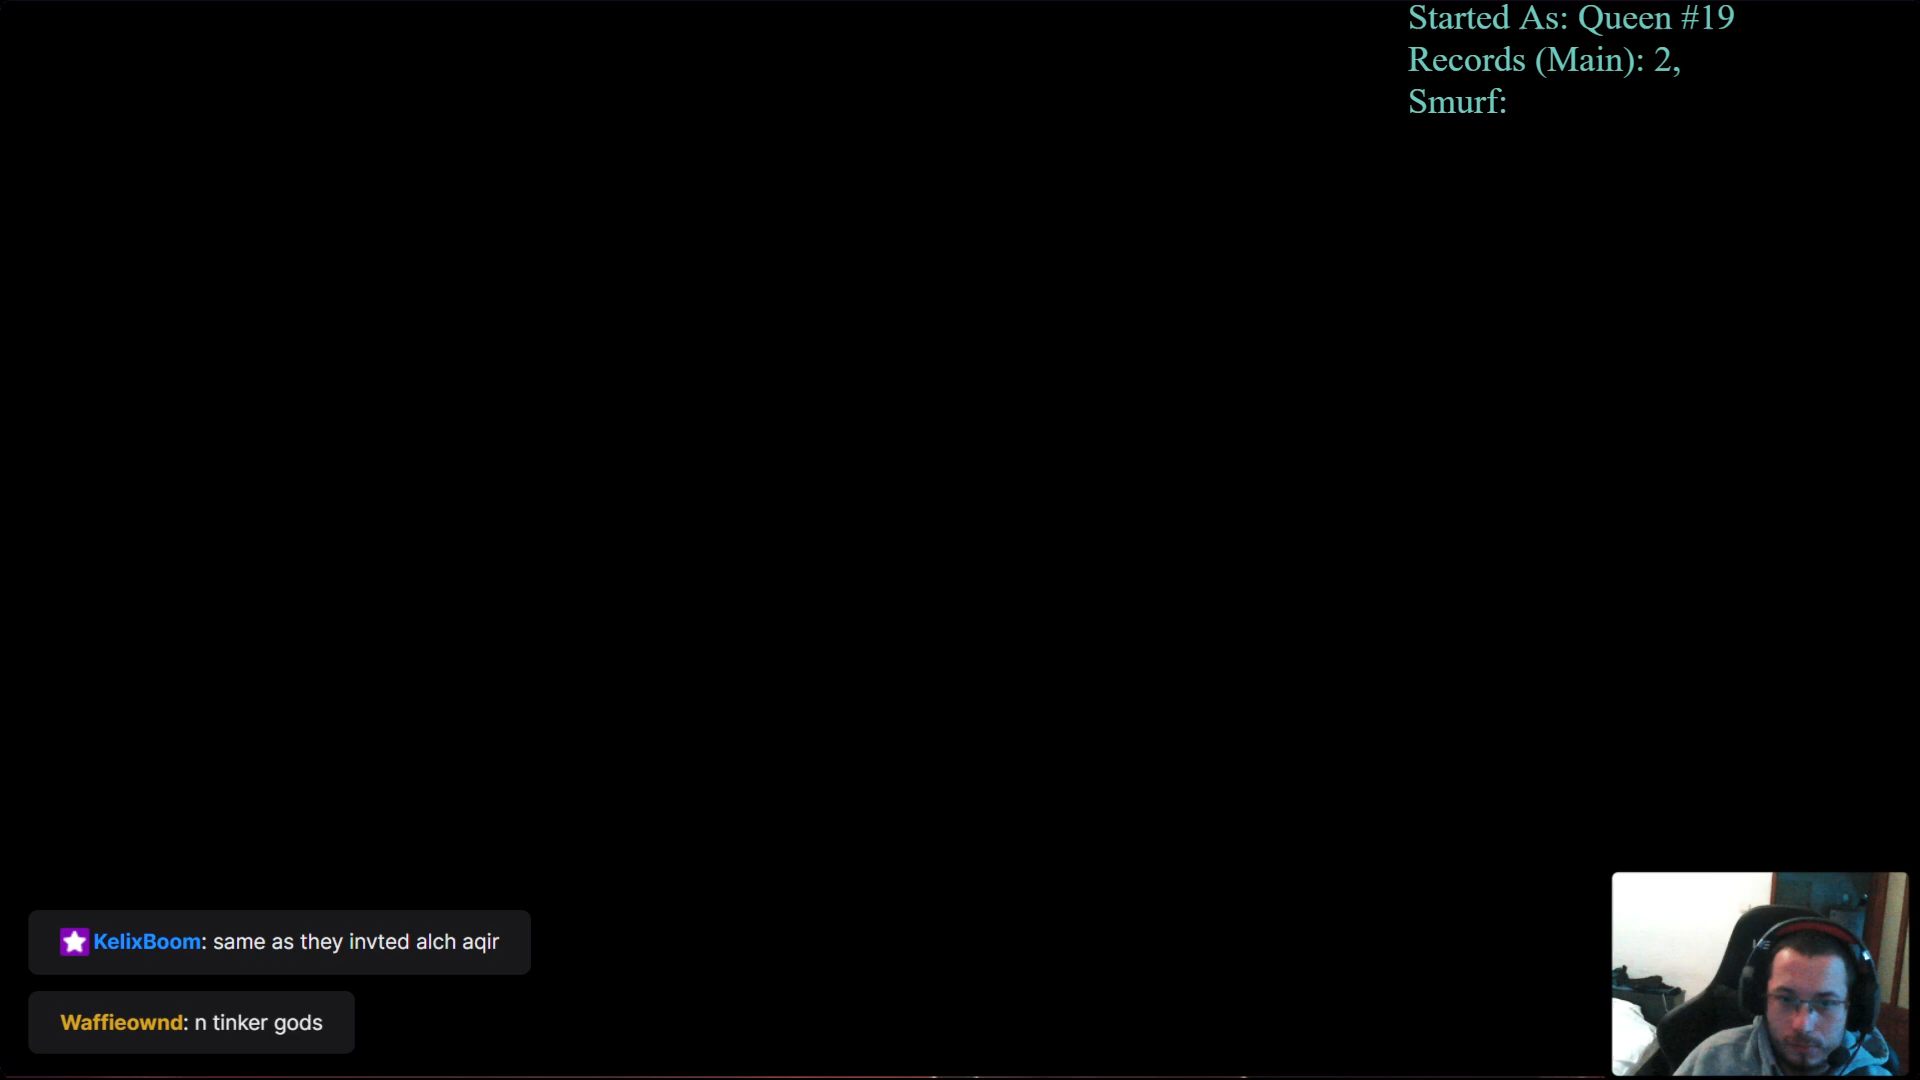 Started As: Queen #19
Records (Main): 2,
Smurf:
KelixBoom: same as they invted alch aqir
Waffieownd: n tinker gods